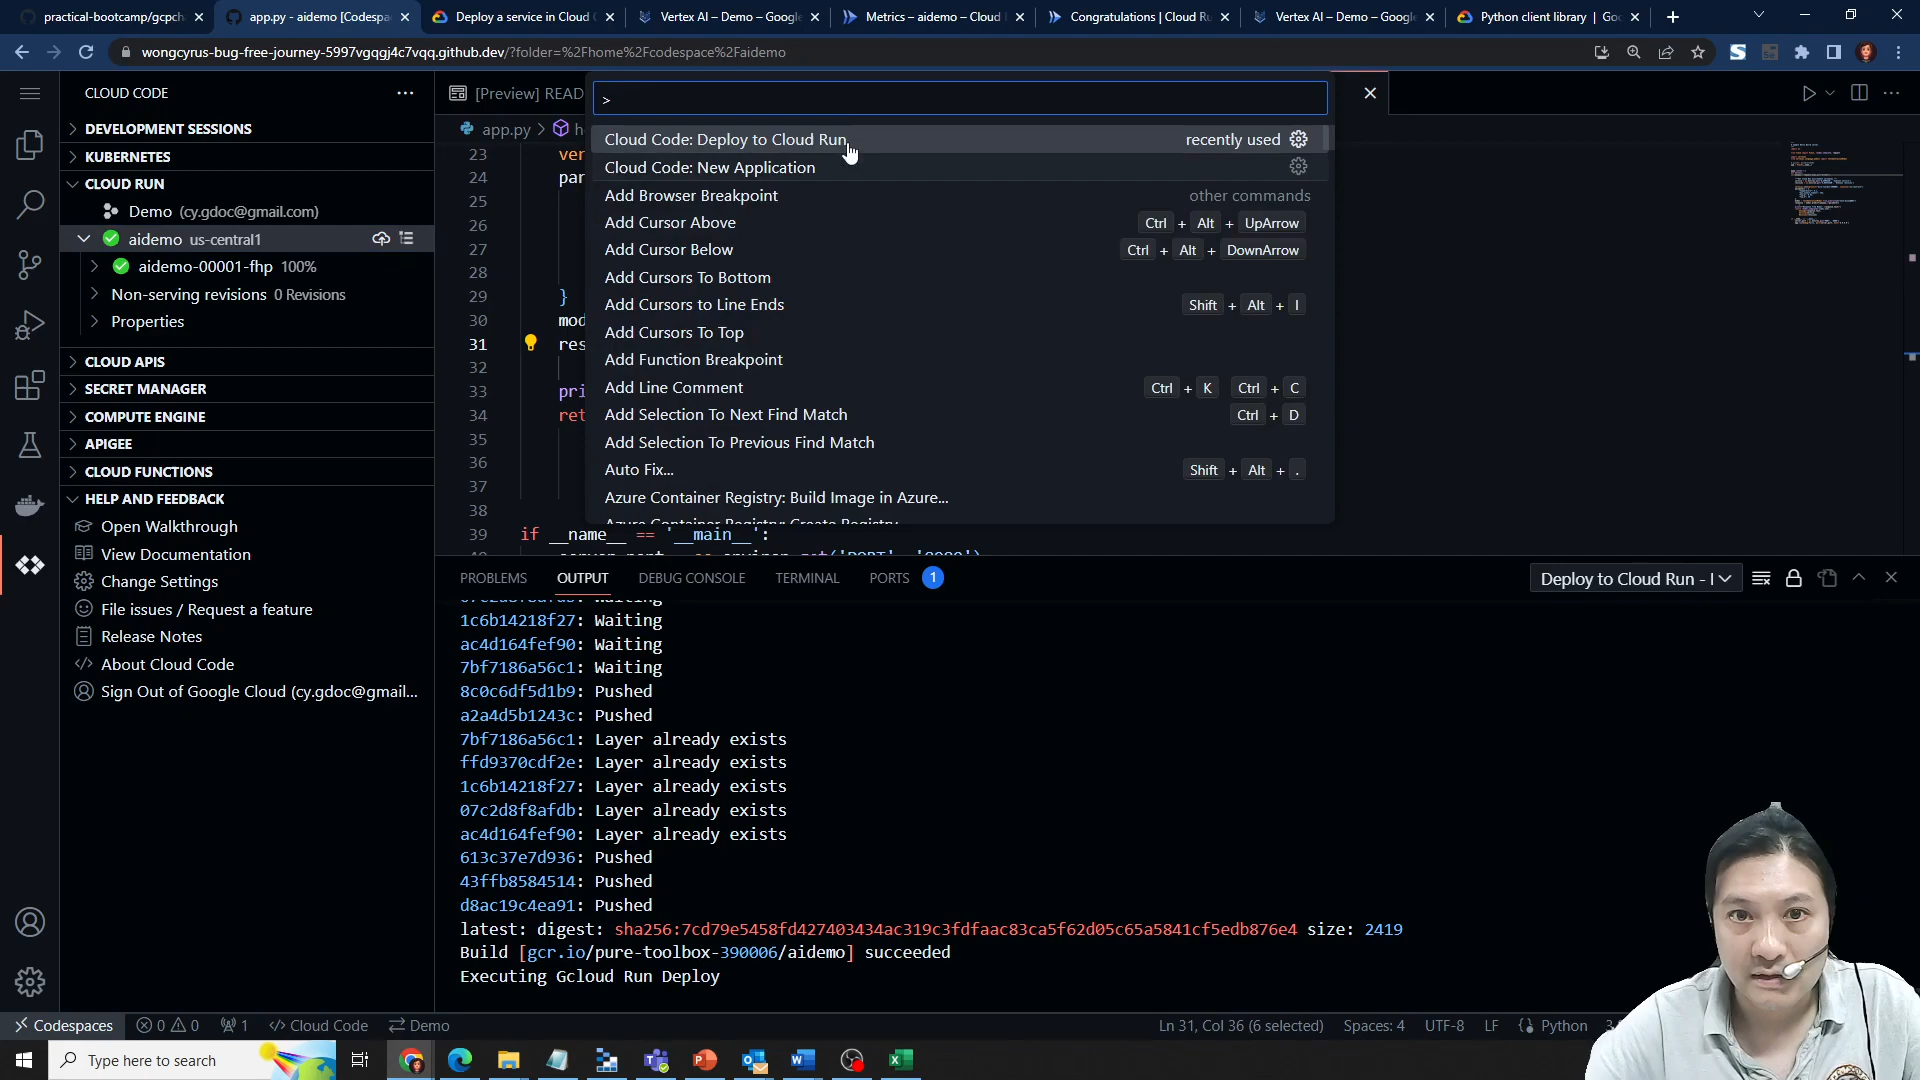 practical-bootcamp/gcpch
app.py - aidemo [Codespa
Deploy a service in Cloud
Vertex AI – Demo – Google
Metrics – aidemo – Cloud
Congratulations | Cloud Ru
Vertex AI – Demo – Google
Python client library | Go
wongcyrus-bug-free-journey-5997vgqgj4c7vqq.github.dev/?folder=%2Fhome%2Fcodespace%2Faidemo
CLOUD CODE
DEVELOPMENT SESSIONS
KUBERNETES
CLOUD RUN
Demo (cy.gdoc@gmail.com)
aidemo us-central1
aidemo-00001-fhp 100%
Non-serving revisions 0 Revisions
Properties
CLOUD APIS
SECRET MANAGER
COMPUTE ENGINE
APIGEE
CLOUD FUNCTIONS
HELP AND FEEDBACK
Open Walkthrough
View Documentation
Change Settings
File issues / Request a feature
Release Notes
About Cloud Code
Sign Out of Google Cloud (cy.gdoc@gmail...
[Preview] READ
app.py > h
>
Cloud Code: Deploy to Cloud Run recently used
Cloud Code: New Application
Add Browser Breakpoint other commands
Add Cursor Above Ctrl + Alt + UpArrow
Add Cursor Below Ctrl + Alt + DownArrow
Add Cursors To Bottom
Add Cursors to Line Ends Shift + Alt + I
Add Cursors To Top
Add Function Breakpoint
Add Line Comment Ctrl + K Ctrl + C
Add Selection To Next Find Match Ctrl + D
Add Selection To Previous Find Match
Auto Fix... Shift + Alt + .
Azure Container Registry: Build Image in Azure...
Azure Container Registry: Create Registry
23 ver
24 par
25
26
27
28
29 }
30 mod
31 res
32
33 pri
34 ret
35
36
37
38
39 if __name__ == '__main__':
PROBLEMS OUTPUT DEBUG CONSOLE TERMINAL PORTS 1
Deploy to Cloud Run - I
1c6b14218f27: Waiting
ac4d164fef90: Waiting
7bf7186a56c1: Waiting
8c0c6df5d1b9: Pushed
a2a4d5b1243c: Pushed
7bf7186a56c1: Layer already exists
ffd9370cdf2e: Layer already exists
1c6b14218f27: Layer already exists
07c2d8f8afdb: Layer already exists
ac4d164fef90: Layer already exists
613c37e7d936: Pushed
43ffb8584514: Pushed
d8ac19c4ea91: Pushed
latest: digest: sha256:7cd79e5458fd427403434ac319c3fdfaac83ca5f62d05c65a5841cf5edb876e4 size: 2419
Build [gcr.io/pure-toolbox-390006/aidemo] succeeded
Executing Gcloud Run Deploy
Codespaces 0 0 1 Cloud Code Demo
Ln 31, Col 36 (6 selected) Spaces: 4 UTF-8 LF Python
Type here to search